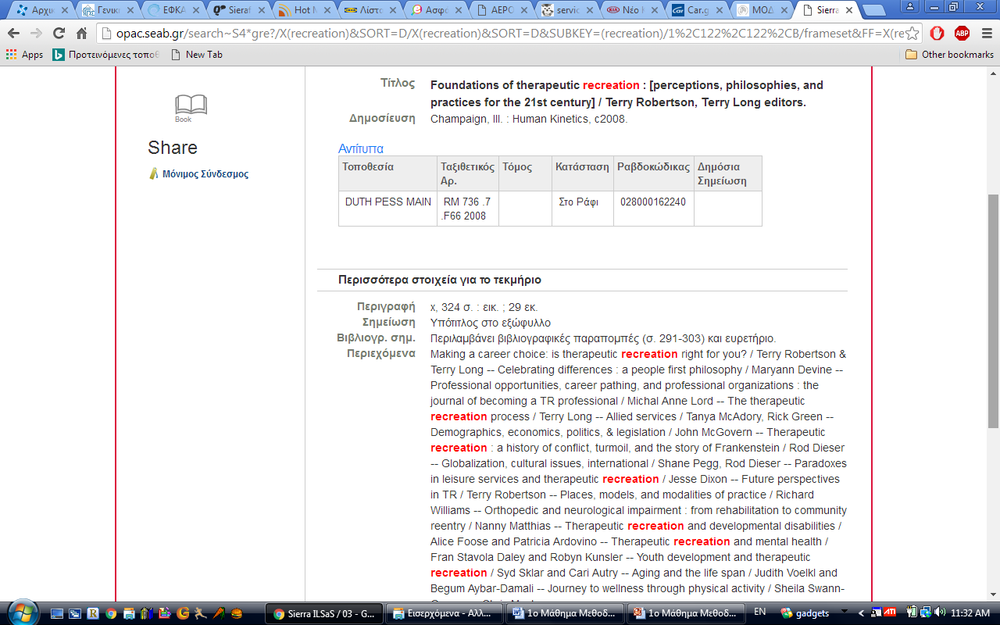 Αρχι
Γενικ
ΕΦΚΑ
Sieraf
Hot N
Λίστα
Ασφά
ΑΕΡΟ
servic
Νέο
Car.g
ΜΟΔ
Sierra
opac.seab.gr/search~S4*gre?/X(recreation)&SORT=D/X(recreation)&SORT=D&SUBKEY=(recreation)/1%2C122%2C122%2CB/frameset&FF=X(re
ABP
Apps Προτεινόμενες τοποθ New Tab Other bookmarks
Book
Share
Μόνιμος Σύνδεσμος
Τίτλος Foundations of therapeutic recreation : [perceptions, philosophies, and
practices for the 21st century] / Terry Robertson, Terry Long editors.
Δημοσίευση Champaign, Ill. : Human Kinetics, c2008.
Αντίτυπα
Τοποθεσία Ταξιθετικός Αρ. Τόμος Κατάσταση Ραβδοκώδικας Δημόσια Σημείωση
DUTH PESS MAIN RM 736 .7 .F66 2008 Στο Ράφι 028000162240
Περισσότερα στοιχεία για το τεκμήριο
Περιγραφή x, 324 σ. : εικ. ; 29 εκ.
Σημείωση Υπότιτλος στο εξώφυλλο
Βιβλιογρ. σημ. Περιλαμβάνει βιβλιογραφικές παραπομπές (σ. 291-303) και ευρετήριο.
Περιεχόμενα Making a career choice: is therapeutic recreation right for you? / Terry Robertson &
Terry Long -- Celebrating differences : a people first philosophy / Maryann Devine --
Professional opportunities, career pathing, and professional organizations : the
journal of becoming a TR professional / Michal Anne Lord -- The therapeutic
recreation process / Terry Long -- Allied services / Tanya McAdory, Rick Green --
Demographics, economics, politics, & legislation / John McGovern -- Therapeutic
recreation : a history of conflict, turmoil, and the story of Frankenstein / Rod Dieser
-- Globalization, cultural issues, international / Shane Pegg, Rod Dieser -- Paradoxes
in leisure services and therapeutic recreation / Jesse Dixon -- Future perspectives
in TR / Terry Robertson -- Places, models, and modalities of practice / Richard
Williams -- Orthopedic and neurological impairment : from rehabilitation to community
reentry / Nanny Matthias -- Therapeutic recreation and developmental disabilities /
Alice Foose and Patricia Ardovino -- Therapeutic recreation and mental health /
Fran Stavola Daley and Robyn Kunsler -- Youth development and therapeutic
recreation / Syd Sklar and Cari Autry -- Aging and the life span / Judith Voelkl and
Begum Aybar-Damali -- Journey to wellness through physical activity / Sheila Swann-
Sierra ILSaS / 03 - G... Εισερχόμενα - Αλλ... 1ο Μάθημα Μεθοδ... 1ο Μάθημα Μεθοδ... EN gadgets ATI 11:32 AM